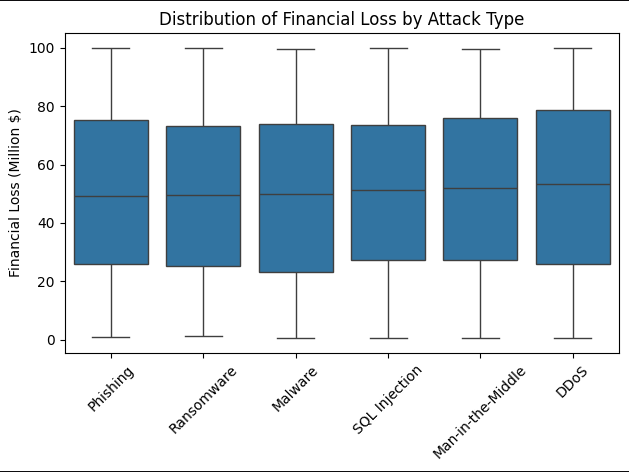 Distribution of Financial Loss by Attack Type
Financial Loss (Million $)
100
80
60
40
20
0
Phishing
Ransomware
Malware
SQL Injection
Man-in-the-Middle
DDoS